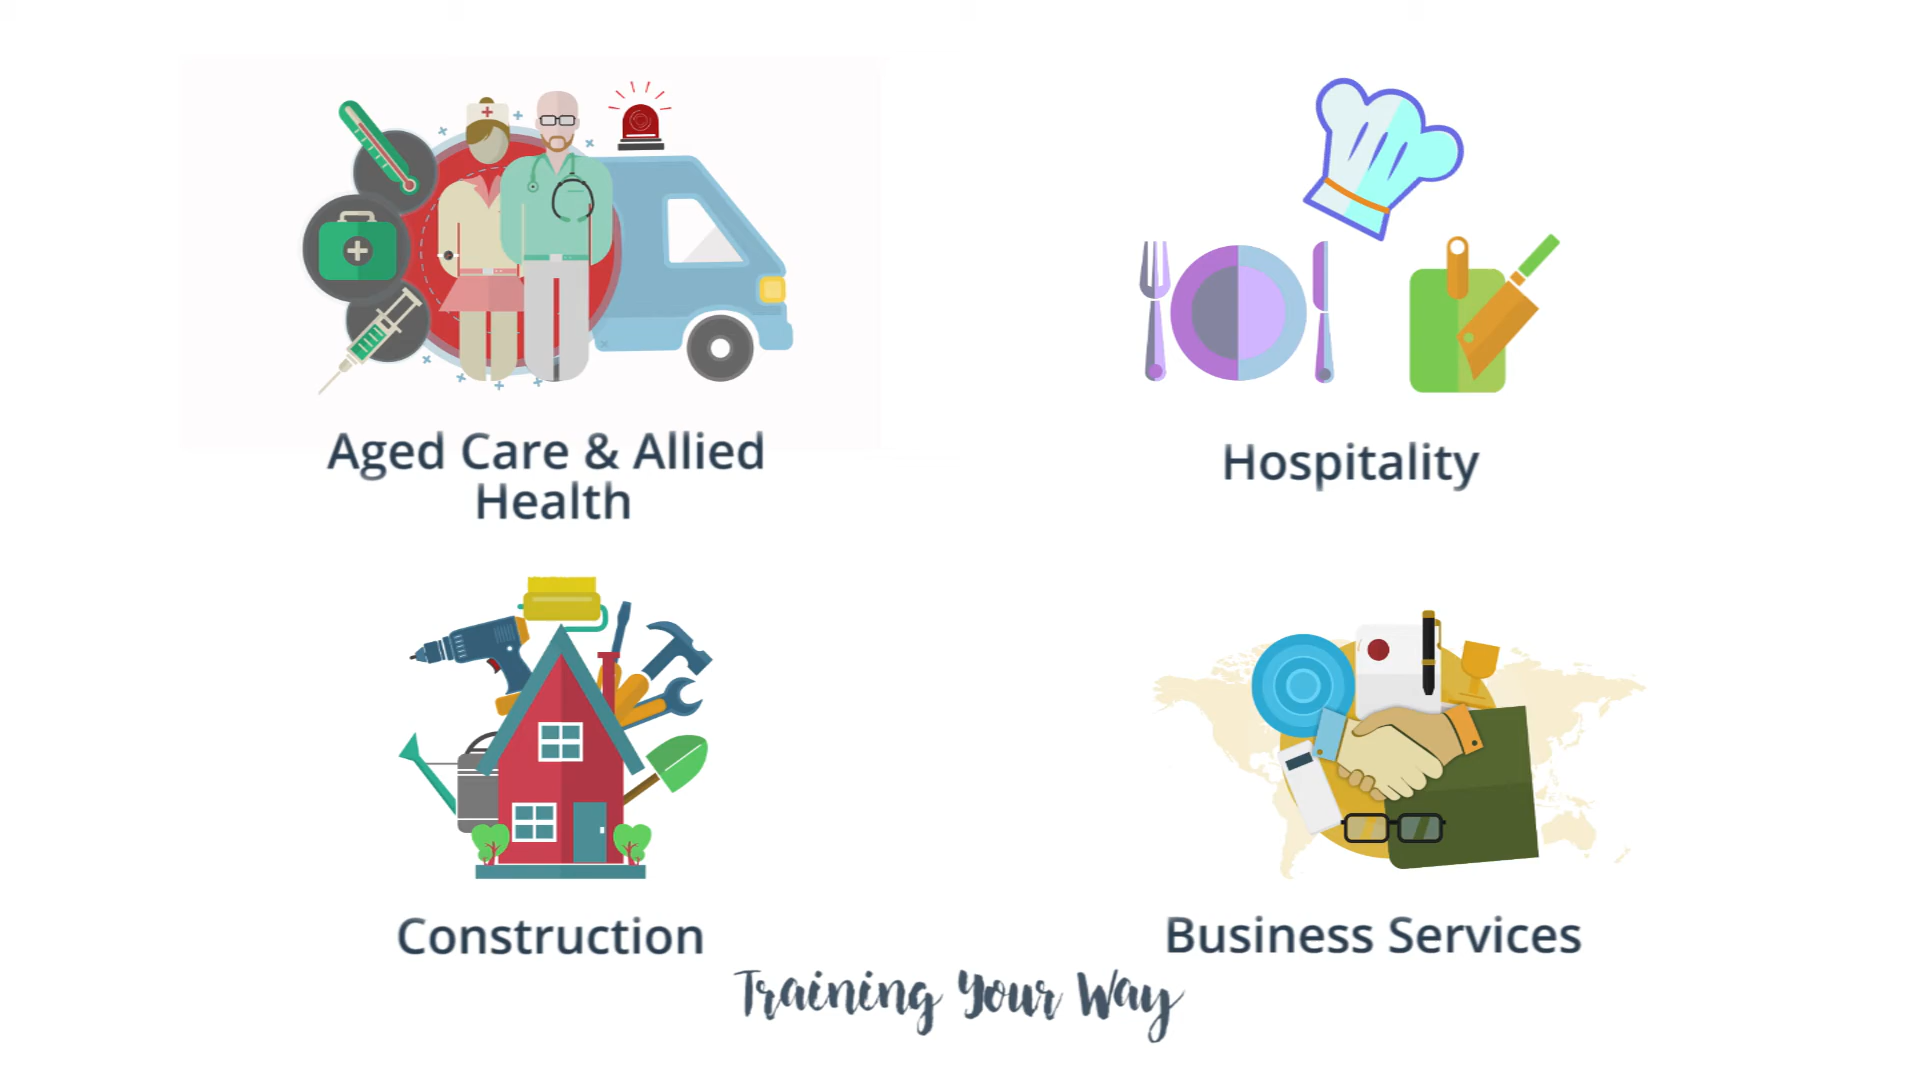 Aged Care & Allied
Health
Hospitality
Construction
Business Services
Training Your Way